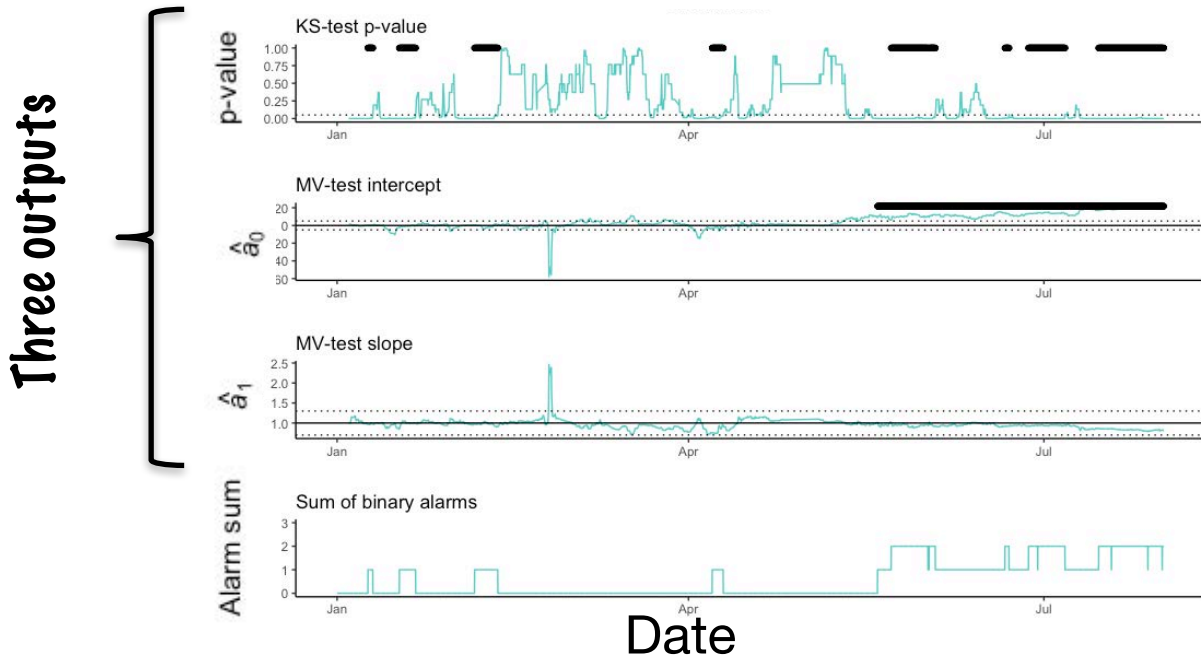 Three outputs
KS-test p-value
p-value
1.00
0.75
0.50
0.25
0.00
Jan Apr Jul
MV-test intercept
â0
20
0
20
40
60
Jan Apr Jul
MV-test slope
â1
2.5
2.0
1.5
1.0
Jan Apr Jul
Sum of binary alarms
Alarm sum
3
2
1
0
Jan Apr Jul
Date